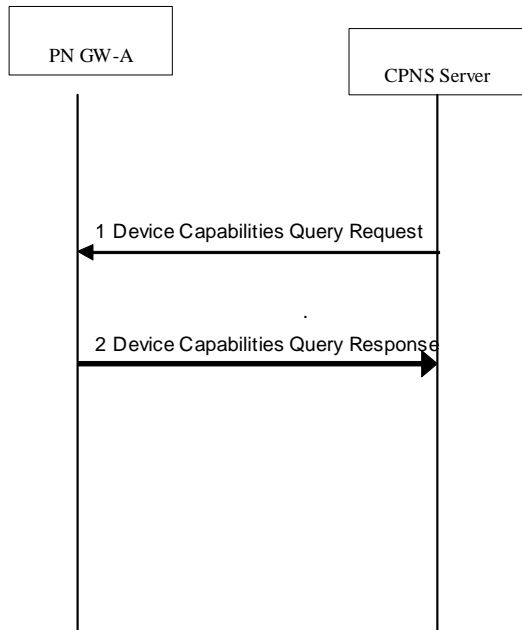 PN GW-A
CPNS Server
1 Device Capabilities Query Request
.
2 Device Capabilities Query Response